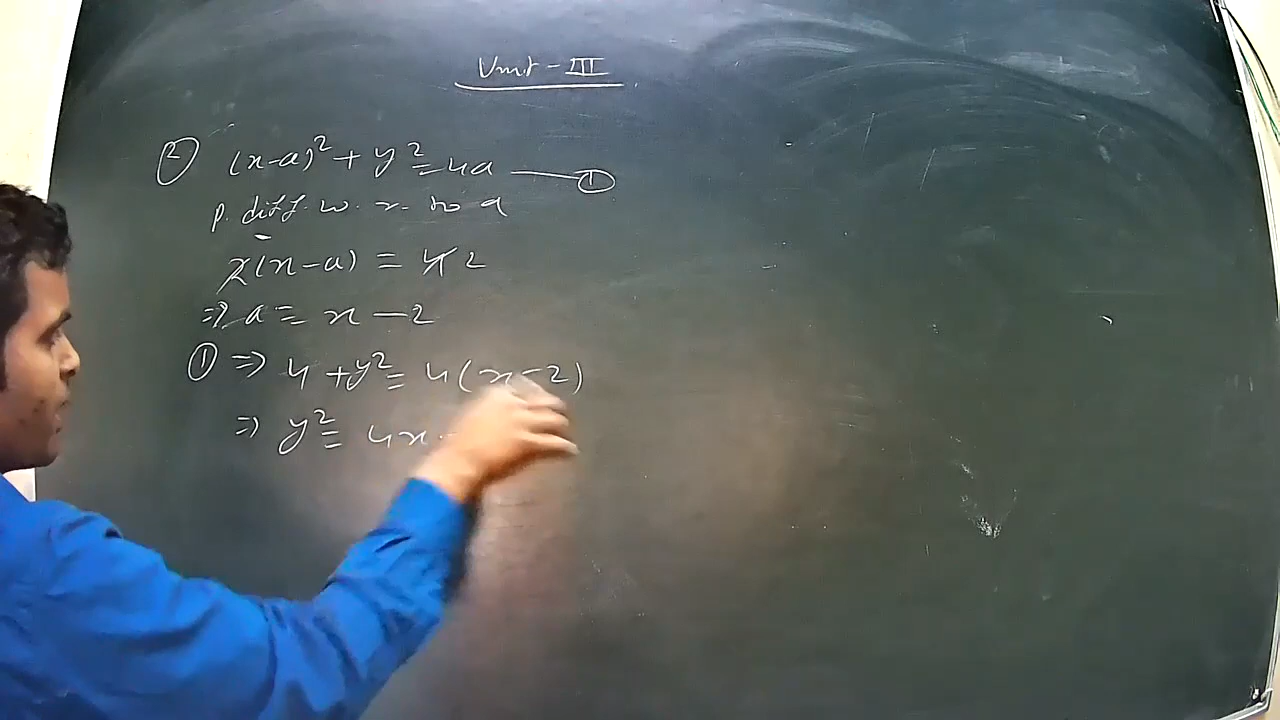 Unit - III
② (x-a)² + y² = 4a —— ①
p. diff. w. r. to a
2(x-a) = 4 2
⇒ a = x - 2
① ⇒ 4 + y² = 4(x-2)
⇒ y² = 4x -